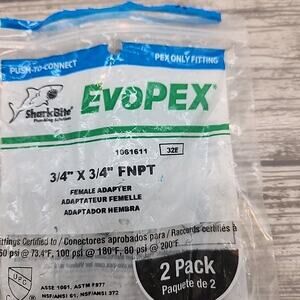 PUSH-TO-CONNECT
PEX ONLY FITTING
SharkBite
Plumbing Solutions
EVOPEX
1061611 32E
3/4" X 3/4" FNPT
FEMALE ADAPTER
ADAPTATEUR FEMELLE
ADAPTADOR HEMBRA
ittings Certified to / Conectores aprobados para / Raccords certifiés à
60 psi @ 73.4°F, 100 psi @ 180°F, 80 psi @ 200°F
UPC
ASSE 1061, ASTM F877
NSF/ANSI 61, NSF/ANSI 372
2 Pack
Paquete de 2